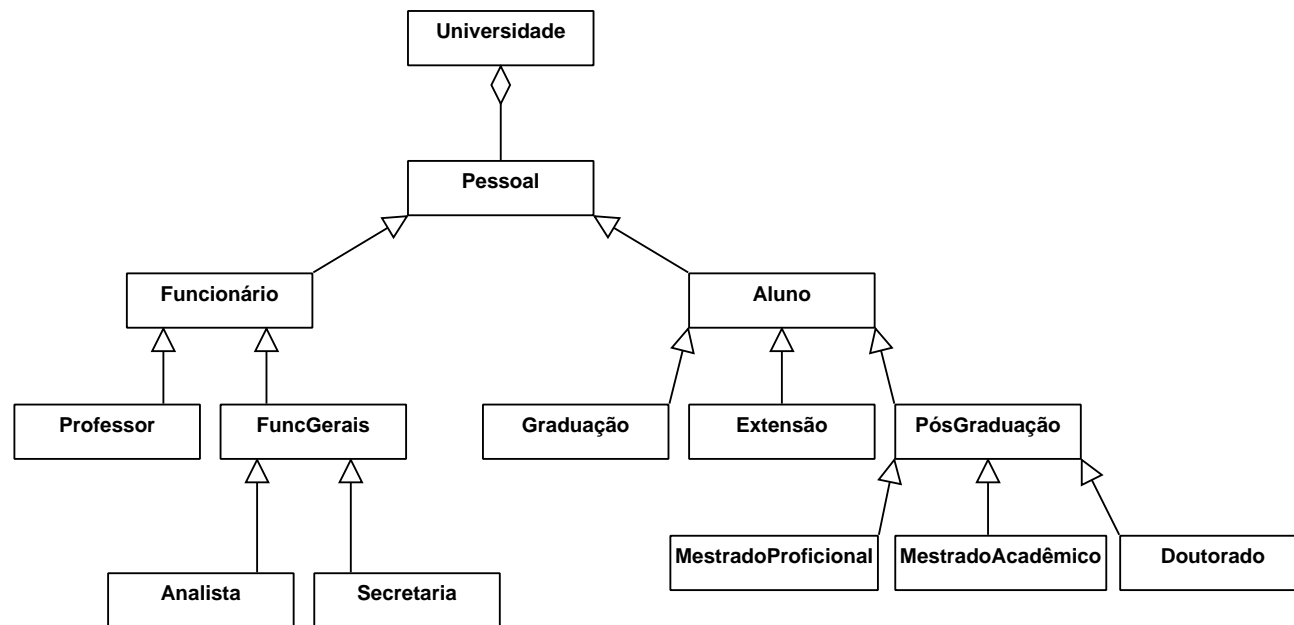 Universidade
Pessoal
Funcionário
Aluno
Professor
FuncGerais
Graduação
Extensão
PósGraduação
MestradoProficional
MestradoAcadêmico
Doutorado
Analista
Secretaria